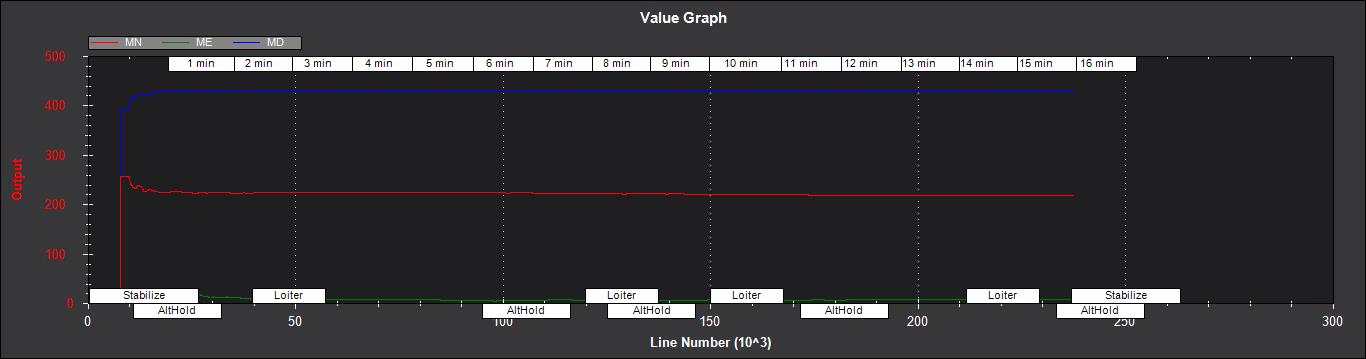 Value Graph
MN ME MD
1 min 2 min 3 min 4 min 5 min 6 min 7 min 8 min 9 min 10 min 11 min 12 min 13 min 14 min 15 min 16 min
500
400
300
200
100
0
Output
Stabilize Loiter Loiter Loiter Loiter Stabilize
AltHold AltHold AltHold AltHold AltHold
0 50 100 150 200 250 300
Line Number (10^3)